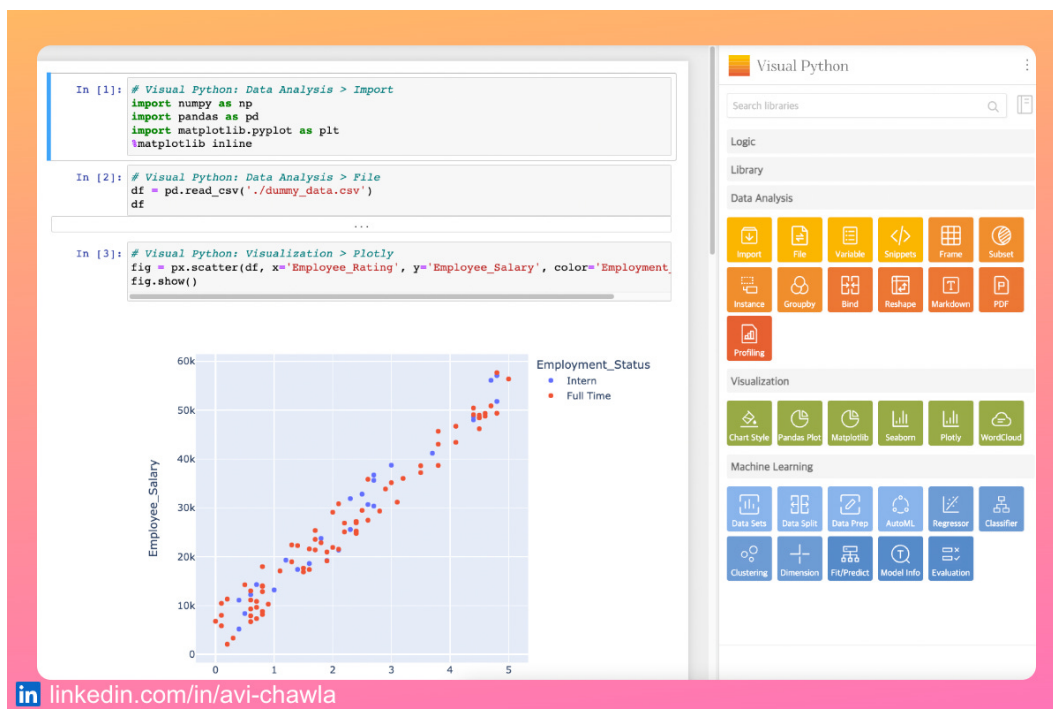 In [1]: # Visual Python: Data Analysis > Import
import numpy as np
import pandas as pd
import matplotlib.pyplot as plt
%matplotlib inline
In [2]: # Visual Python: Data Analysis > File
df = pd.read_csv('./dummy_data.csv')
df
...
In [3]: # Visual Python: Visualization > Plotly
fig = px.scatter(df, x='Employee_Rating', y='Employee_Salary', color='Employment_
fig.show()
60k
50k
40k
30k
20k
10k
0
Employee_Salary
0 1 2 3 4 5
Employment_Status
Intern
Full Time
Visual Python
Search libraries
Logic
Library
Data Analysis
Import File Variable Snippets Frame Subset
Instance Groupby Bind Reshape Markdown PDF
Profiling
Visualization
Chart Style Pandas Plot Matplotlib Seaborn Plotly WordCloud
Machine Learning
Data Sets Data Split Data Prep AutoML Regressor Classifier
Clustering Dimension Fit/Predict Model Info Evaluation
in linkedin.com/in/avi-chawla